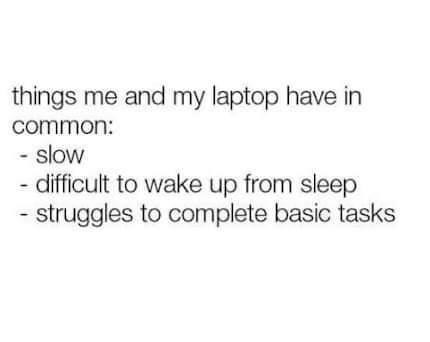 things me and my laptop have in
common:
- slow
- difficult to wake up from sleep
- struggles to complete basic tasks